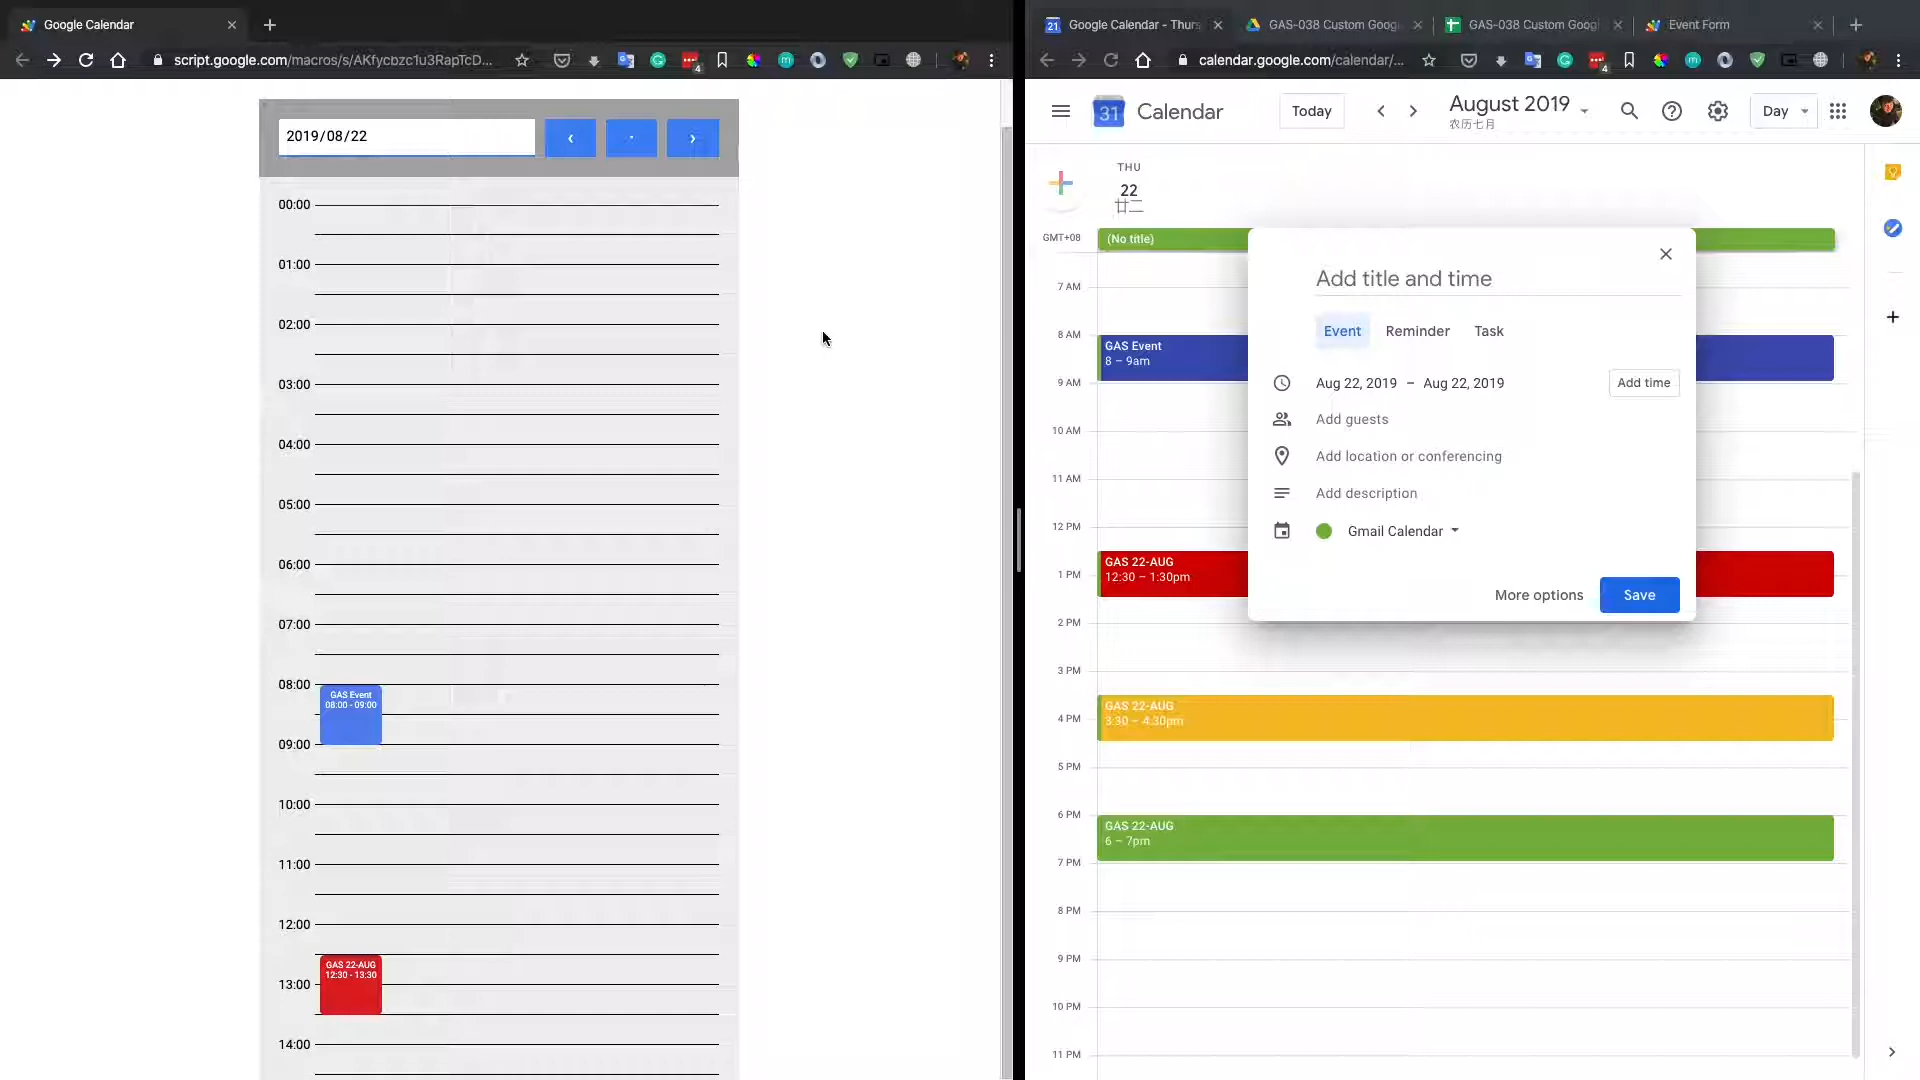 Google Calendar
script.google.com/macros/s/AKfycbzc1u3RapTcD...
4
2019/08/22
00:00
01:00
02:00
03:00
04:00
05:00
06:00
07:00
08:00
GAS Event
08:00 - 09:00
09:00
10:00
11:00
12:00
GAS 22-AUG
12:30 - 13:30
13:00
14:00
21 Google Calendar - Thurs
GAS-038 Custom Goog
GAS-038 Custom Goog
Event Form
calendar.google.com/calendar/...
4
31 Calendar
Today
August 2019
农历七月
Day
THU
22
廿二
GMT+08
(No title)
7 AM
8 AM
GAS Event
8 – 9am
9 AM
10 AM
11 AM
12 PM
GAS 22-AUG
12:30 – 1:30pm
1 PM
2 PM
3 PM
GAS 22-AUG
3:30 – 4:30pm
4 PM
5 PM
6 PM
GAS 22-AUG
6 – 7pm
7 PM
8 PM
9 PM
10 PM
11 PM
Add title and time
Event Reminder Task
Aug 22, 2019 – Aug 22, 2019 Add time
Add guests
Add location or conferencing
Add description
Gmail Calendar
More options Save